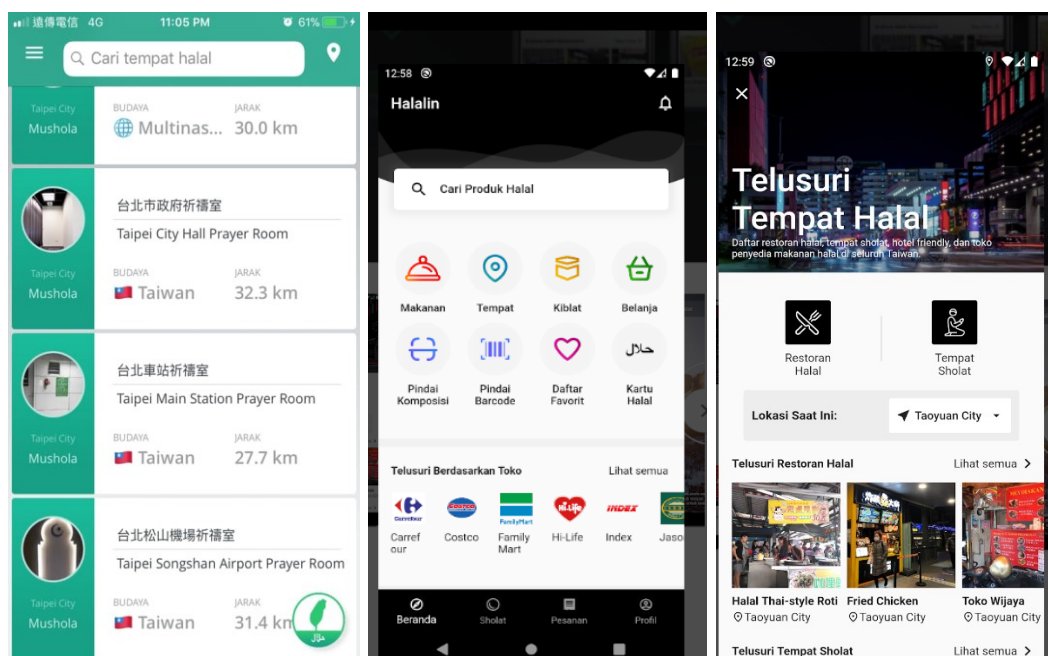 遠傳電信 4G 11:05 PM 61%
Cari tempat halal
Taipei City
Mushola
BUDAYA JARAK
Multinas... 30.0 km
台北市政府祈禱室
Taipei City Hall Prayer Room
Taipei City
Mushola
BUDAYA JARAK
Taiwan 32.3 km
台北車站祈禱室
Taipei Main Station Prayer Room
Taipei City
Mushola
BUDAYA JARAK
Taiwan 27.7 km
台北松山機場祈禱室
Taipei Songshan Airport Prayer Room
Taipei City
Mushola
BUDAYA JARAK
Taiwan 31.4 km
حلال
12:58
Halalin
Cari Produk Halal
Makanan Tempat Kiblat Belanja
حلال
Pindai Komposisi
Pindai Barcode
Daftar Favorit
Kartu Halal
Telusuri Berdasarkan Toko Lihat semua
Carrefour COSTCO FamilyMart Hi-Life INDEX
Carref
our
Costco
Family
Mart
Hi-Life
Index
Jaso
Beranda Sholat Pesanan Profil
12:59
Telusuri
Tempat Halal
Daftar restoran halal, tempat sholat, hotel friendly, dan toko
penyedia makanan halal di seluruh Taiwan.
Restoran
Halal
Tempat
Sholat
Lokasi Saat Ini: Taoyuan City
Telusuri Restoran Halal Lihat semua
Halal Thai-style Roti Fried Chicken Toko Wijaya
Taoyuan City Taoyuan City Taoyuan City
Telusuri Tempat Sholat Lihat semua